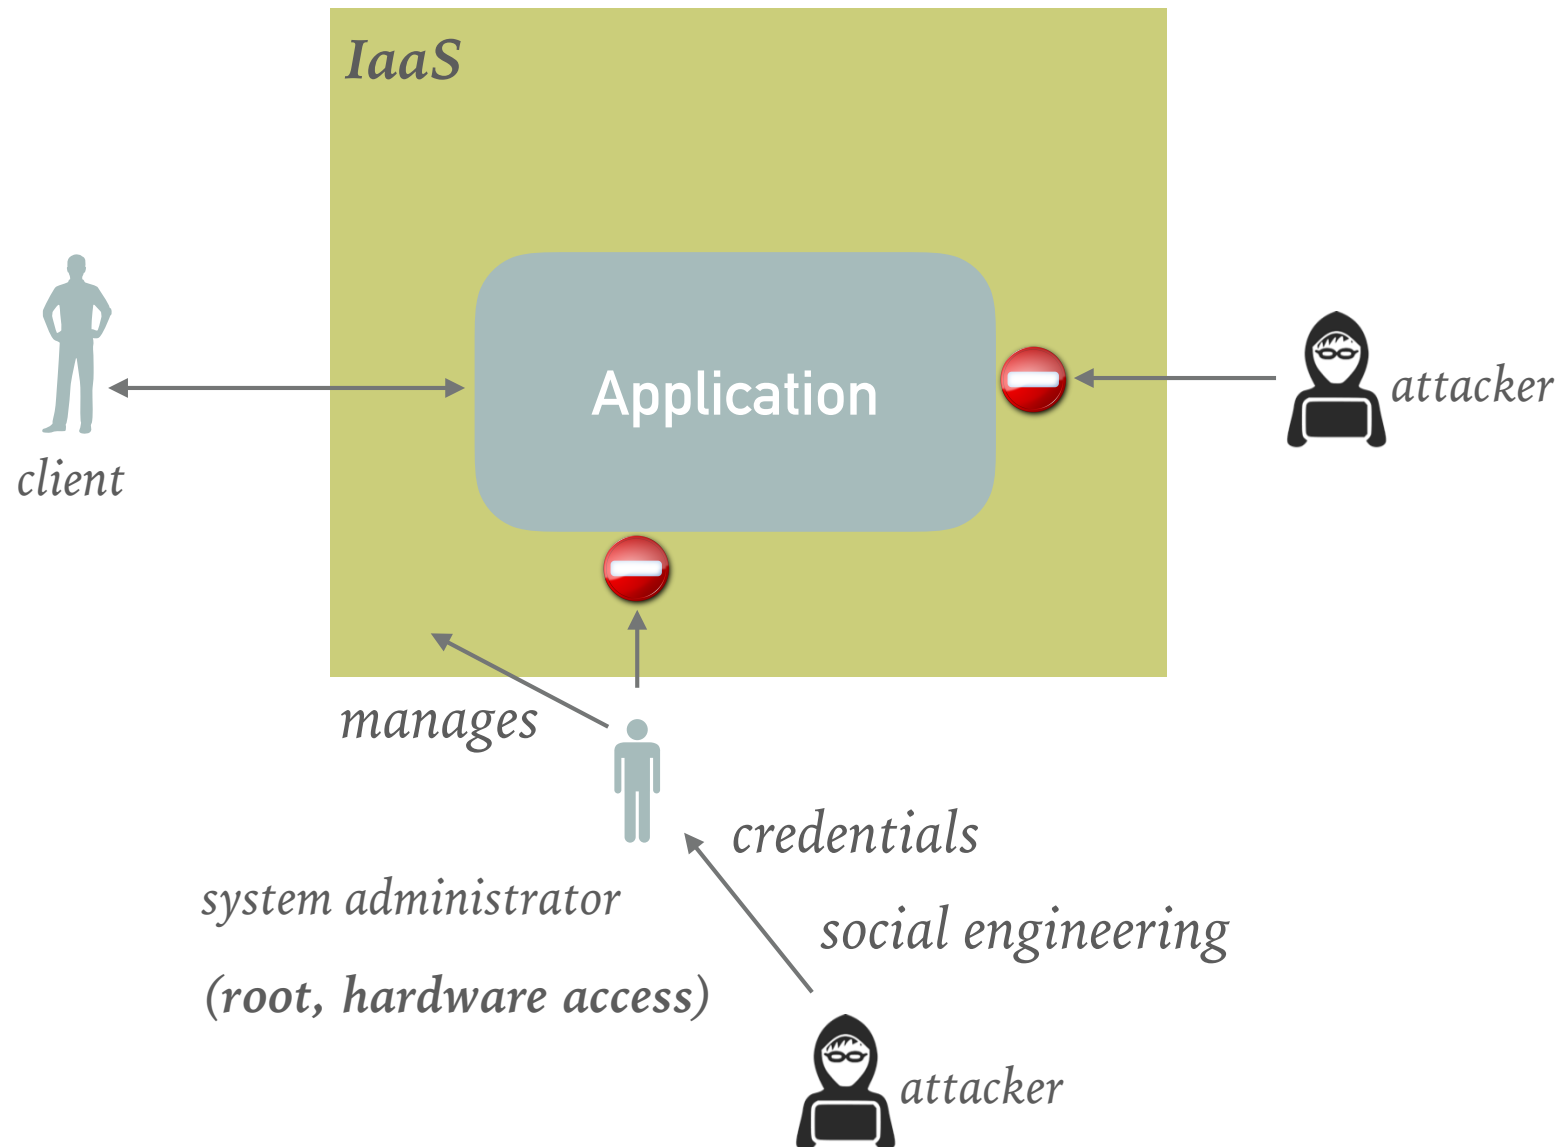 IaaS
Application
attacker
client
manages
credentials
system administrator
social engineering
(root, hardware access)
attacker